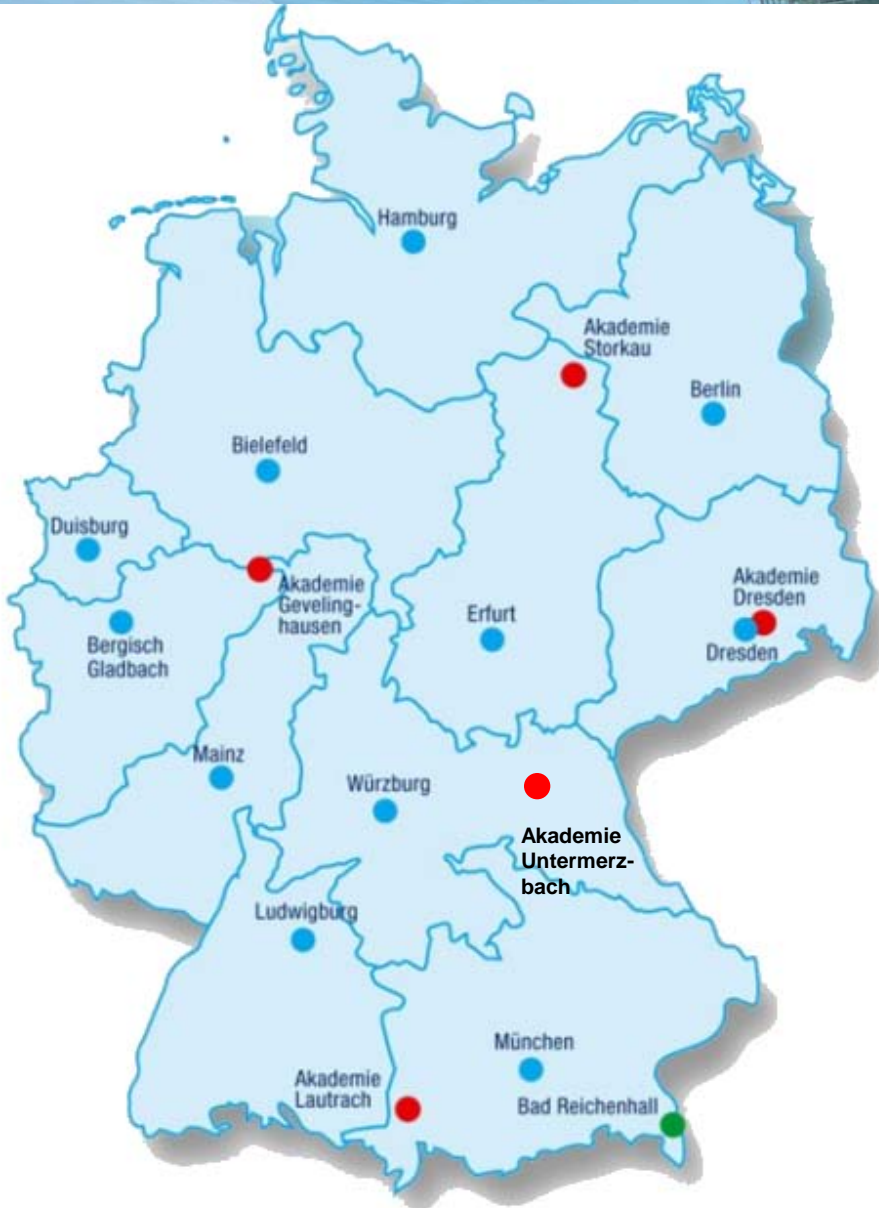 Hamburg
Akademie
Storkau
Berlin
Bielefeld
Duisburg
Akademie
Geveling-
hausen
Akademie
Dresden
Dresden
Erfurt
Bergisch
Gladbach
Mainz
Würzburg
Akademie
Untermerz-
bach
Ludwigburg
München
Akademie
Lautrach
Bad Reichenhall